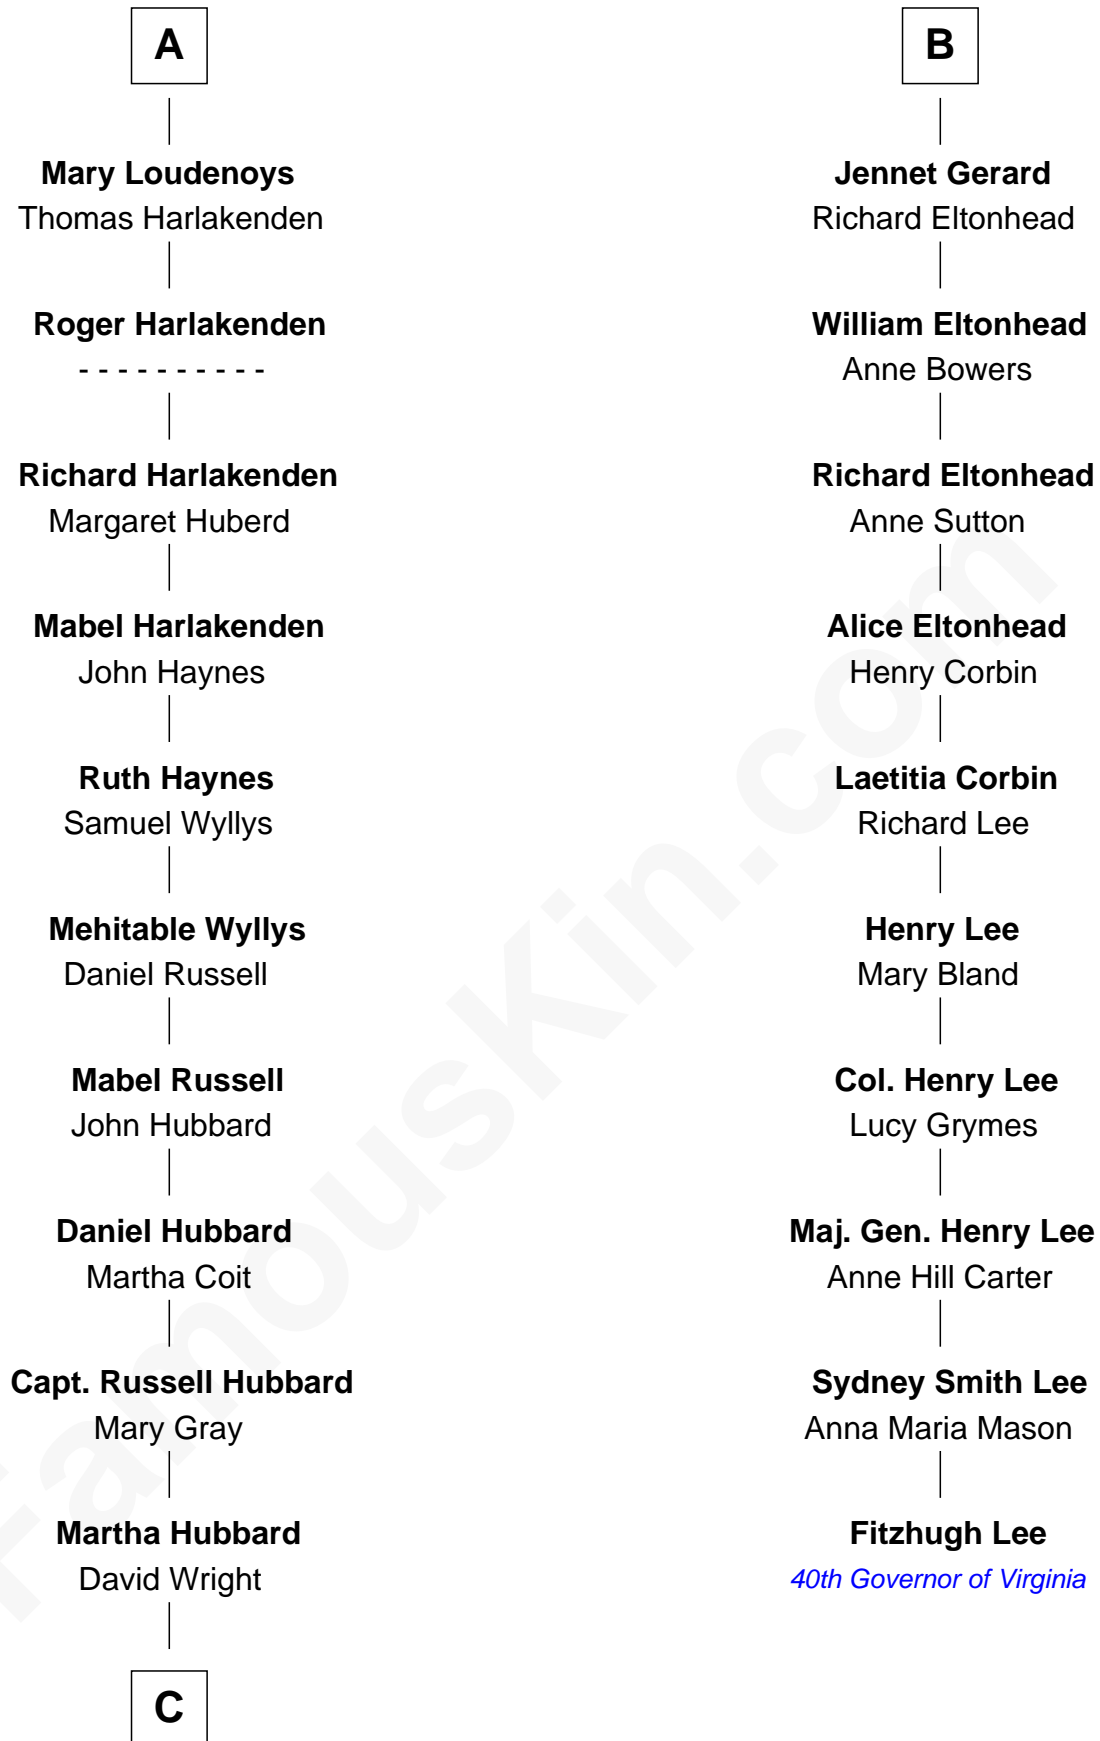 A
Mary Loudenoys
Thomas Harlakenden
Roger Harlakenden
- - - - - - - - - -
Richard Harlakenden
Margaret Huberd
Mabel Harlakenden
John Haynes
Ruth Haynes
Samuel Wyllys
Mehitable Wyllys
Daniel Russell
Mabel Russell
John Hubbard
Daniel Hubbard
Martha Coit
Capt. Russell Hubbard
Mary Gray
Martha Hubbard
David Wright
C
B
Jennet Gerard
Richard Eltonhead
William Eltonhead
Anne Bowers
Richard Eltonhead
Anne Sutton
Alice Eltonhead
Henry Corbin
Laetitia Corbin
Richard Lee
Henry Lee
Mary Bland
Col. Henry Lee
Lucy Grymes
Maj. Gen. Henry Lee
Anne Hill Carter
Sydney Smith Lee
Anna Maria Mason
Fitzhugh Lee
40th Governor of Virginia
FamousKin.com